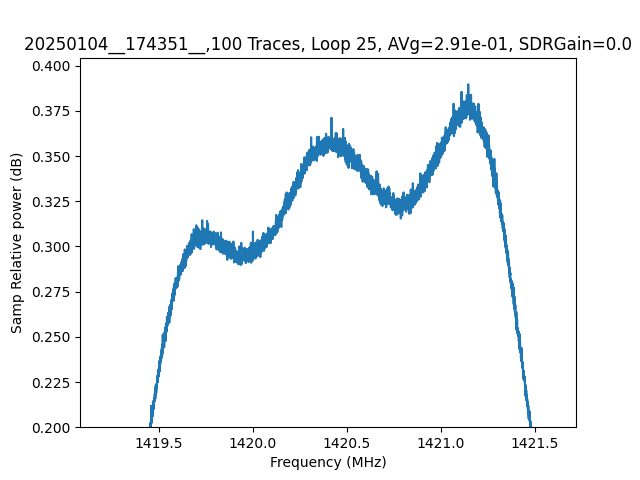 20250104__174351__,100 Traces, Loop 25, AVg=2.91e-01, SDRGain=0.0
0.400
0.375
0.350
0.325
0.300
0.275
0.250
0.225
0.200
Samp Relative power (dB)
1419.5 1420.0 1420.5 1421.0 1421.5
Frequency (MHz)